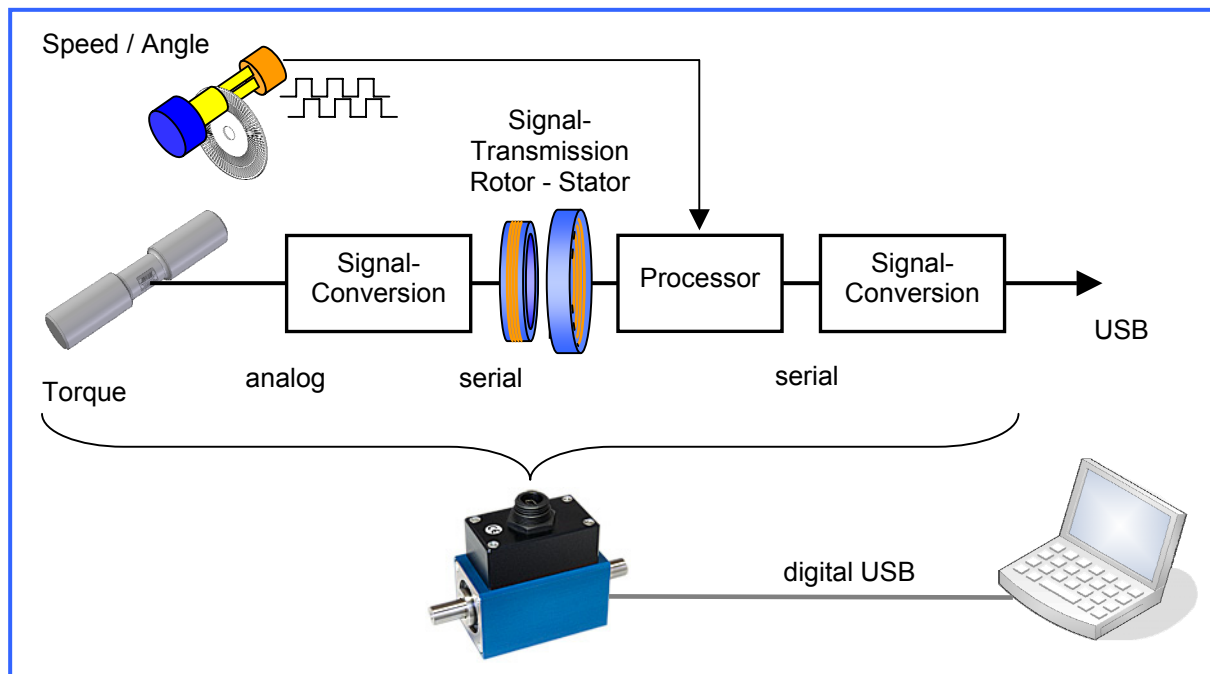 Speed / Angle
Signal-
Transmission
Rotor - Stator
Signal-
Conversion
Processor
Signal-
Conversion
USB
Torque
analog
serial
serial
digital USB